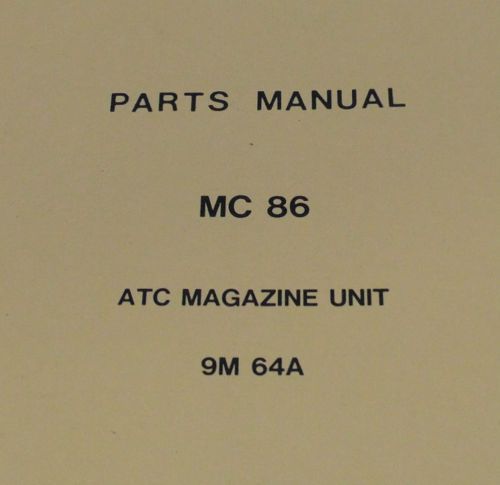 PARTS MANUAL
MC 86
ATC MAGAZINE UNIT
9M 64A